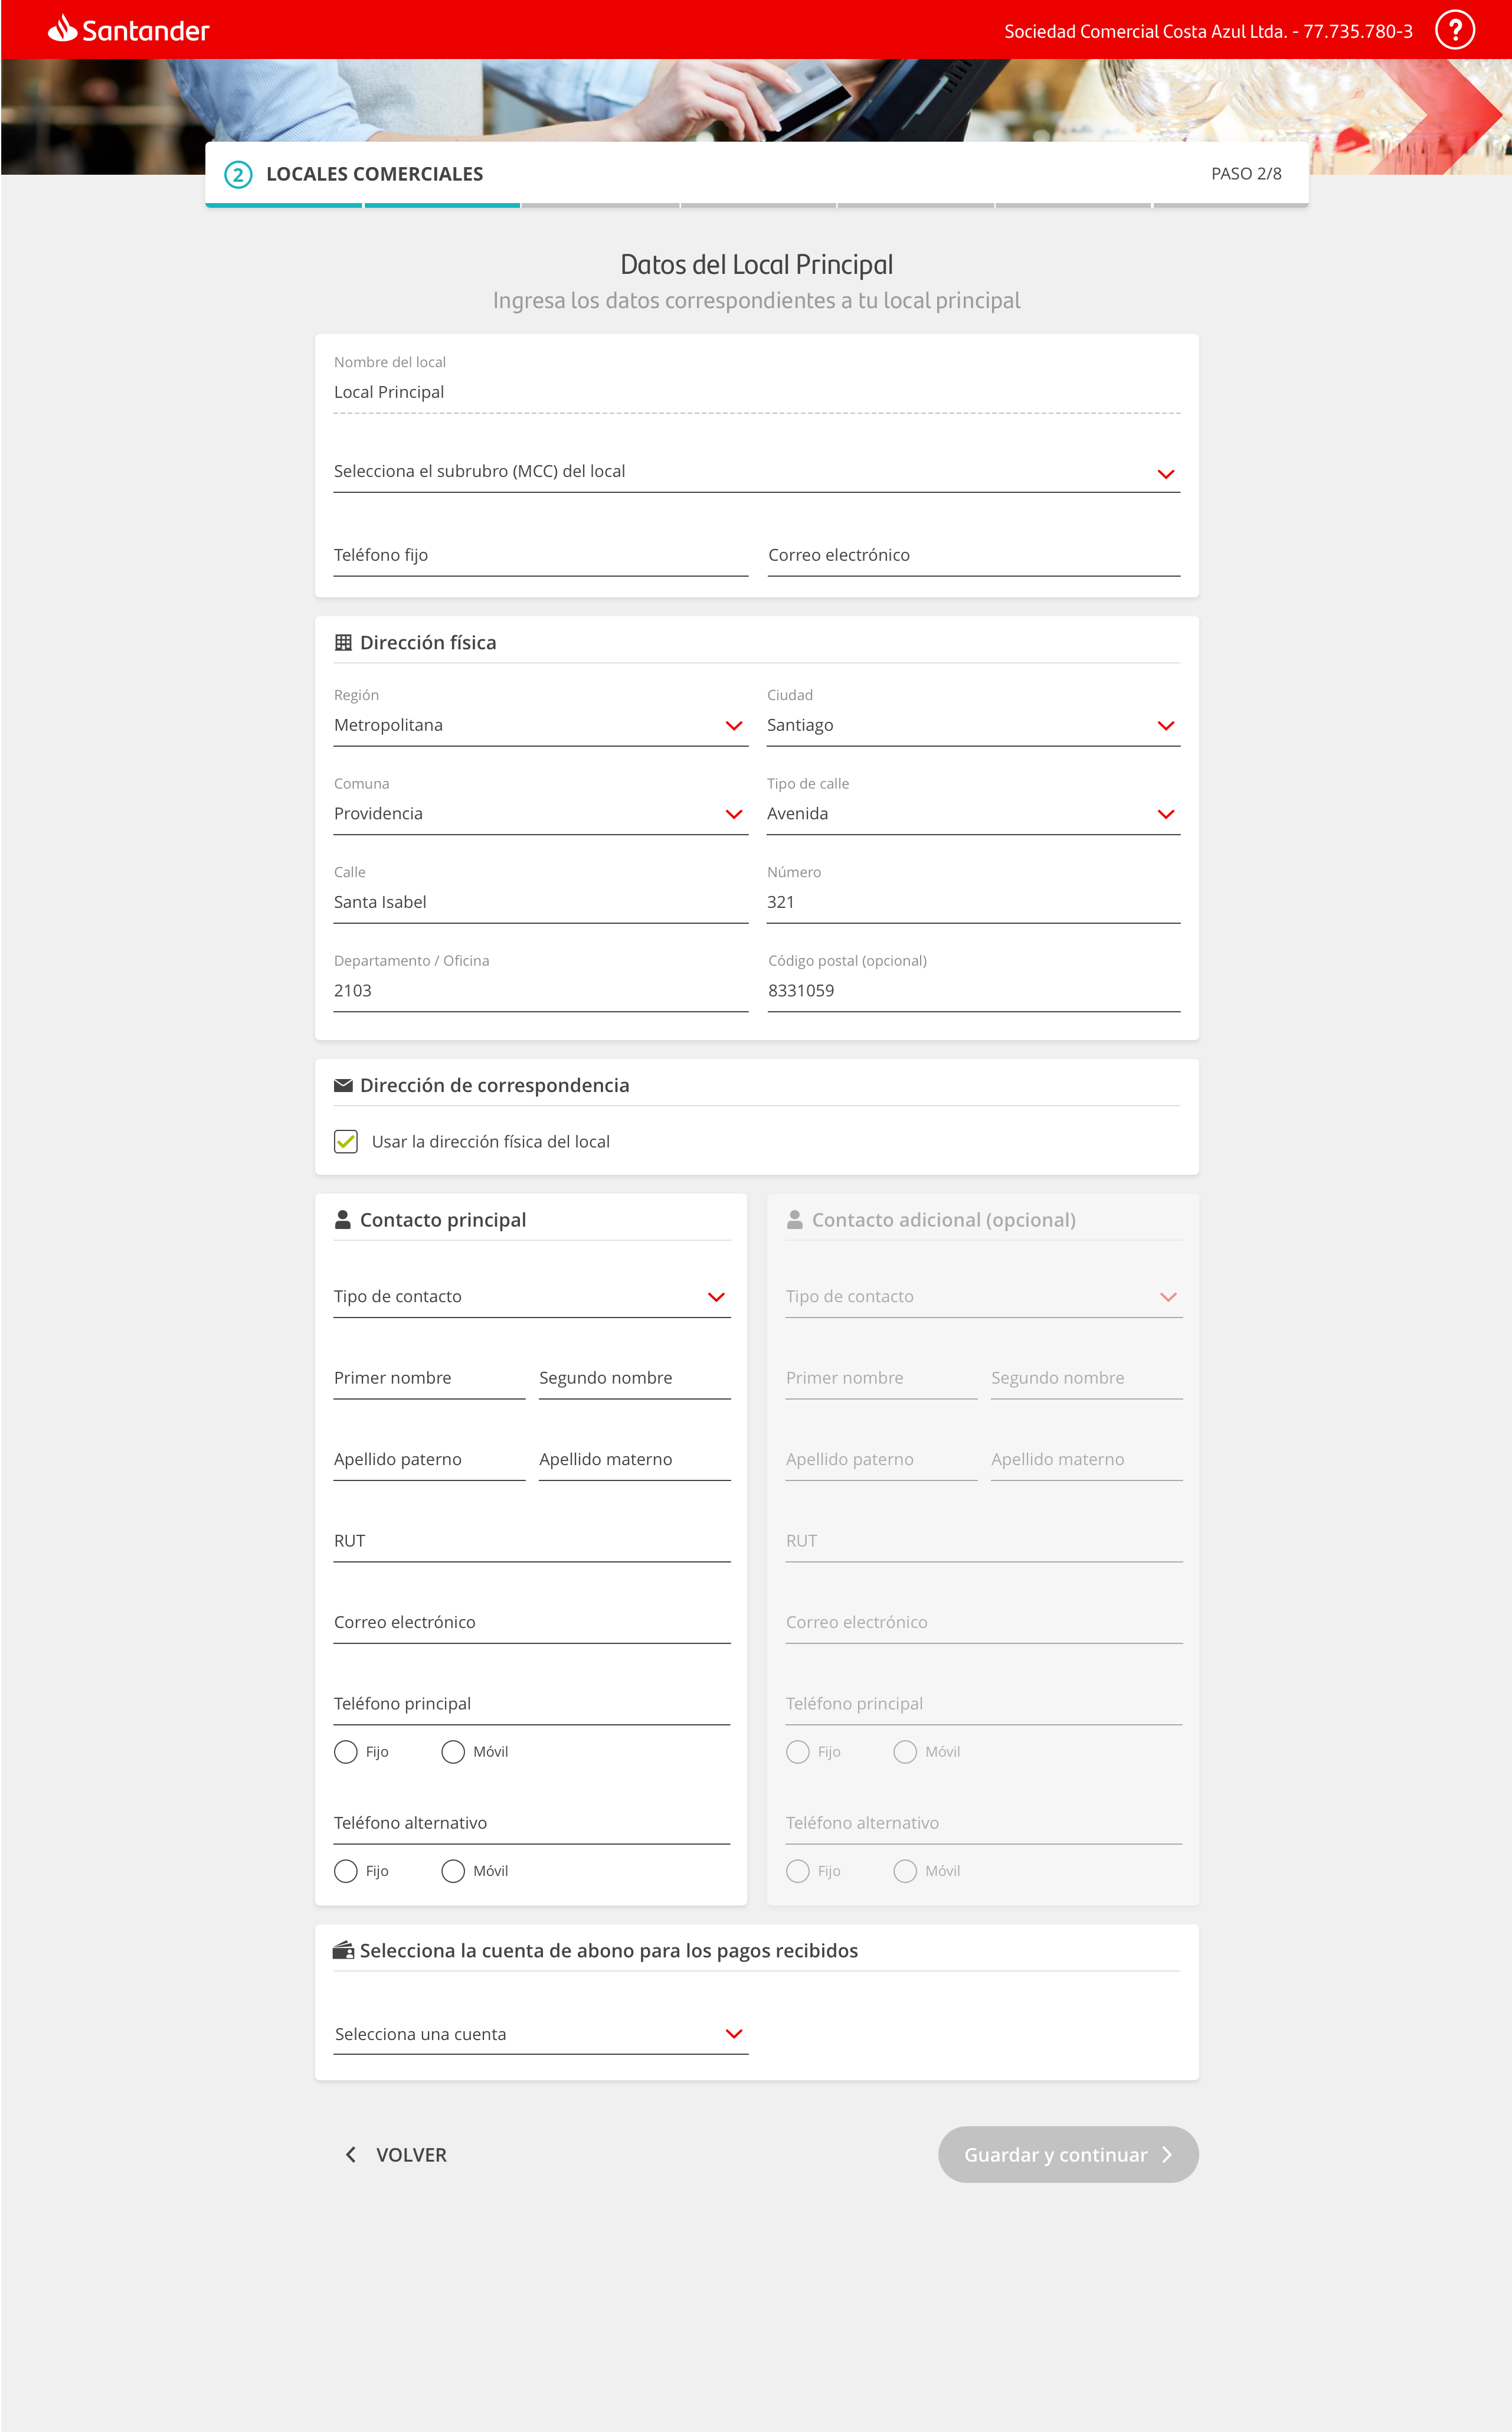 Santander
Sociedad Comercial Costa Azul Ltda. - 77.735.780-3 ?
2 LOCALES COMERCIALES PASO 2/8
Datos del Local Principal
Ingresa los datos correspondientes a tu local principal
Nombre del local
Local Principal
Selecciona el subrubro (MCC) del local
Teléfono fijo Correo electrónico
Dirección física
Región Ciudad
Metropolitana Santiago
Comuna Tipo de calle
Providencia Avenida
Calle Número
Santa Isabel 321
Departamento / Oficina Código postal (opcional)
2103 8331059
Dirección de correspondencia
Usar la dirección física del local
Contacto principal
Tipo de contacto
Primer nombre Segundo nombre
Apellido paterno Apellido materno
RUT
Correo electrónico
Teléfono principal
Fijo Móvil
Teléfono alternativo
Fijo Móvil
Contacto adicional (opcional)
Tipo de contacto
Primer nombre Segundo nombre
Apellido paterno Apellido materno
RUT
Correo electrónico
Teléfono principal
Fijo Móvil
Teléfono alternativo
Fijo Móvil
Selecciona la cuenta de abono para los pagos recibidos
Selecciona una cuenta
VOLVER Guardar y continuar